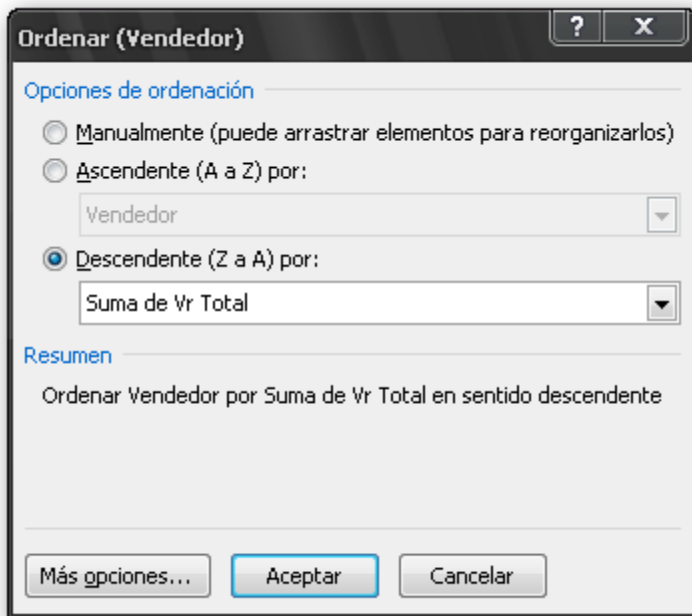 Ordenar (Vendedor)
?
X
Opciones de ordenación
Manualmente (puede arrastrar elementos para reorganizarlos)
Ascendente (A a Z) por:
Vendedor
Descendente (Z a A) por:
Suma de Vr Total
Resumen
Ordenar Vendedor por Suma de Vr Total en sentido descendente
Más opciones...
Aceptar
Cancelar